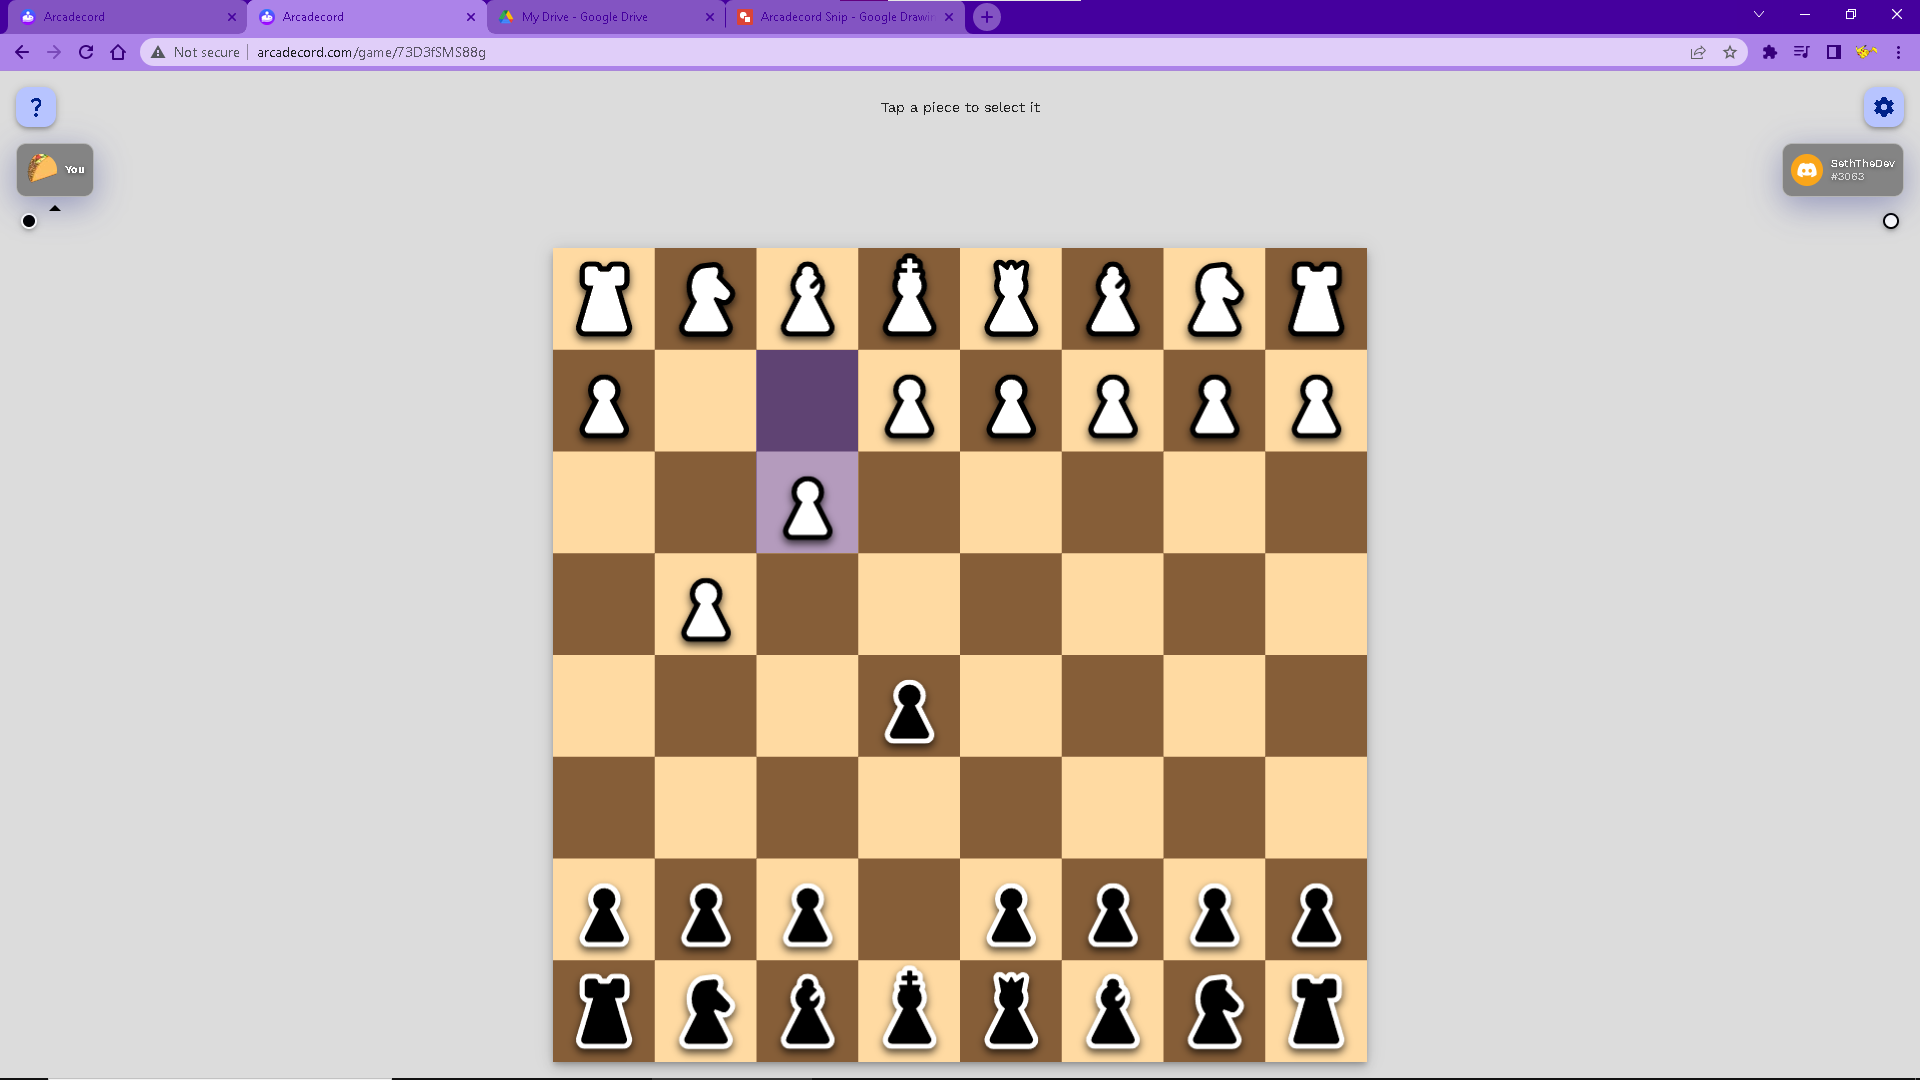 Arcadecord
Arcadecord
My Drive - Google Drive
Arcadecord Snip - Google Drawin
Not secure
arcadecord.com/game/73D3fSMS88g
?
Tap a piece to select it
You
SethTheDev
#3063